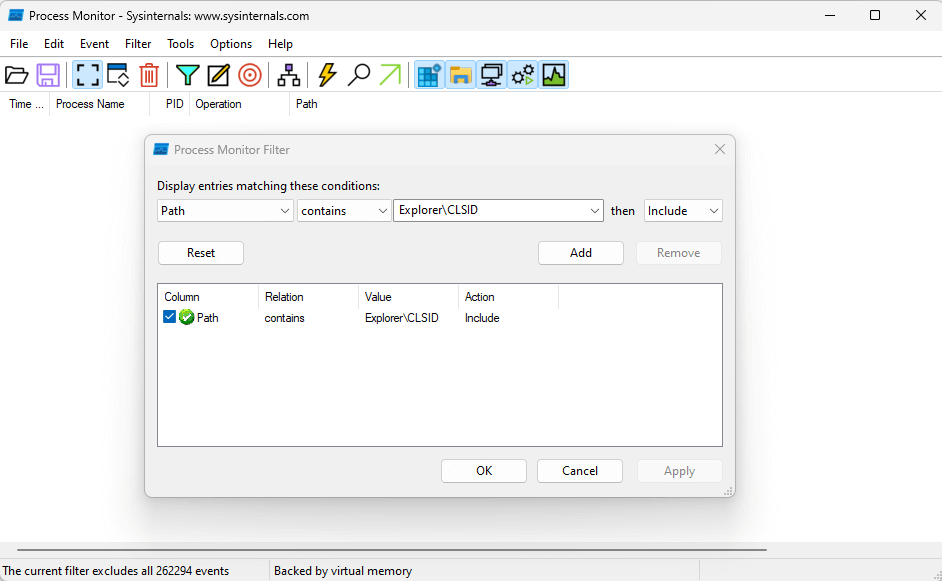 Process Monitor - Sysinternals: www.sysinternals.com
File Edit Event Filter Tools Options Help
Time ... Process Name PID Operation Path
Process Monitor Filter
Display entries matching these conditions:
Path contains Explorer\CLSID then Include
Reset Add Remove
Column Relation Value Action
Path contains Explorer\CLSID Include
OK Cancel Apply
The current filter excludes all 262294 events Backed by virtual memory